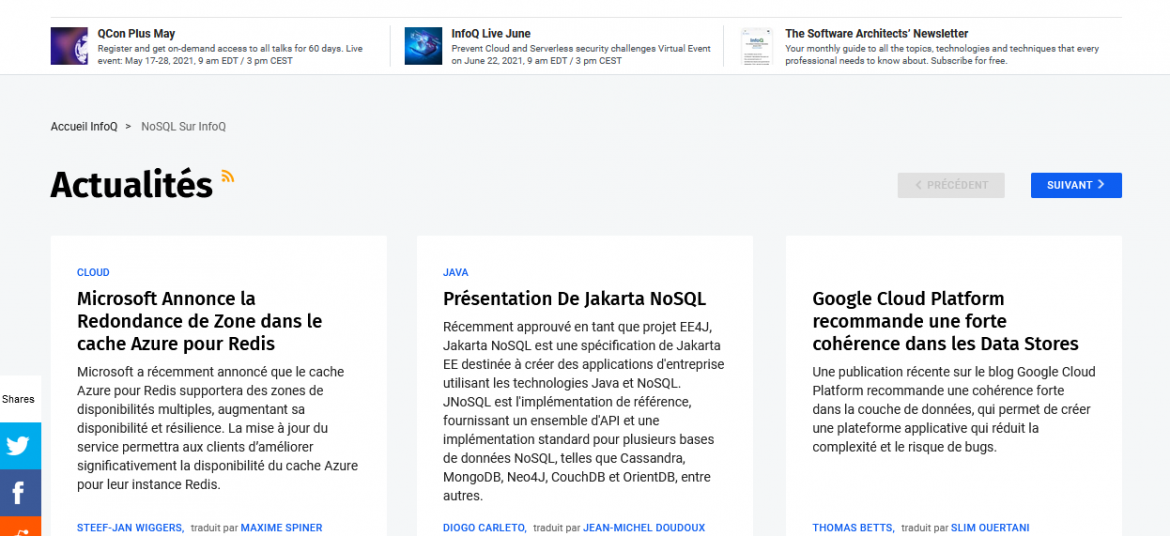 QCon Plus May
Register and get on-demand access to all talks for 60 days. Live
event: May 17-28, 2021, 9 am EDT / 3 pm CEST
InfoQ Live June
Prevent Cloud and Serverless security challenges Virtual Event
on June 22, 2021, 9 am EDT / 3 pm CEST
The Software Architects' Newsletter
Your monthly guide to all the topics, technologies and techniques that every
professional needs to know about. Subscribe for free.
Accueil InfoQ > NoSQL Sur InfoQ
Actualités
PRÉCÉDENT
SUIVANT
CLOUD
Microsoft Annonce la
Redondance de Zone dans le
cache Azure pour Redis
Microsoft a récemment annoncé que le cache
Azure pour Redis supportera des zones de
disponibilités multiples, augmentant sa
disponibilité et résilience. La mise à jour du
service permettra aux clients d’améliorer
significativement la disponibilité du cache Azure
pour leur instance Redis.
STEEF-JAN WIGGERS, traduit par MAXIME SPINER
JAVA
Présentation De Jakarta NoSQL
Récemment approuvé en tant que projet EE4J,
Jakarta NoSQL est une spécification de Jakarta
EE destinée à créer des applications d'entreprise
utilisant les technologies Java et NoSQL.
JNoSQL est l'implémentation de référence,
fournissant un ensemble d'API et une
implémentation standard pour plusieurs bases
de données NoSQL, telles que Cassandra,
MongoDB, Neo4J, CouchDB et OrientDB, entre
autres.
DIOGO CARLETO, traduit par JEAN-MICHEL DOUDOUX
Google Cloud Platform
recommande une forte
cohérence dans les Data Stores
Une publication récente sur le blog Google Cloud
Platform recommande une cohérence forte
dans la couche de données, qui permet de créer
une plateforme applicative qui réduit la
complexité et le risque de bugs.
THOMAS BETTS, traduit par SLIM OUERTANI
Shares